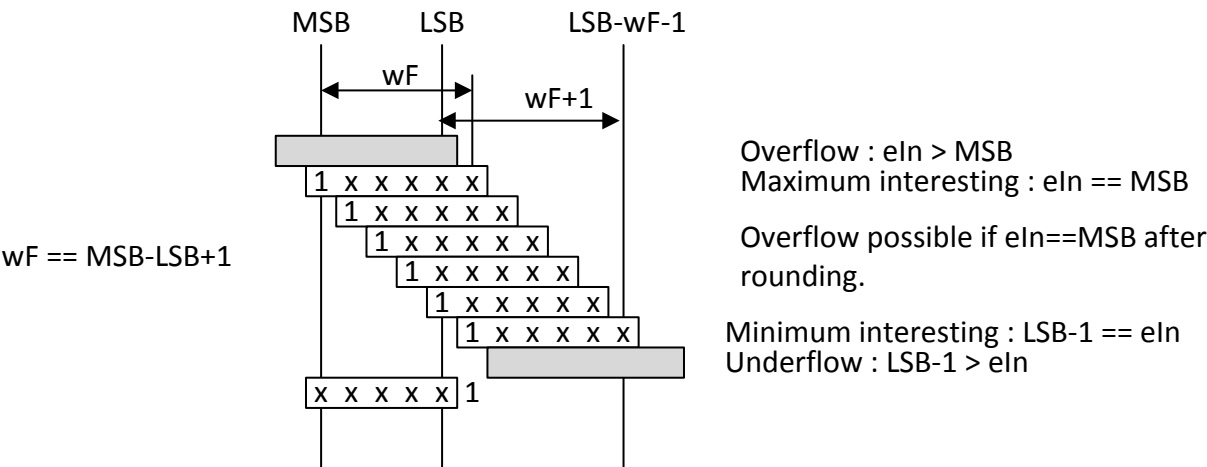 MSB LSB LSB-wF-1
wF
wF+1
Overflow : eIn > MSB
1 x x x x x
Maximum interesting : eIn == MSB
1 x x x x x
1 x x x x x
Overflow possible if eIn==MSB after
wF == MSB-LSB+1
1 x x x x x
rounding.
1 x x x x x
1 x x x x x
Minimum interesting : LSB-1 == eIn
Underflow : LSB-1 > eIn
x x x x x 1